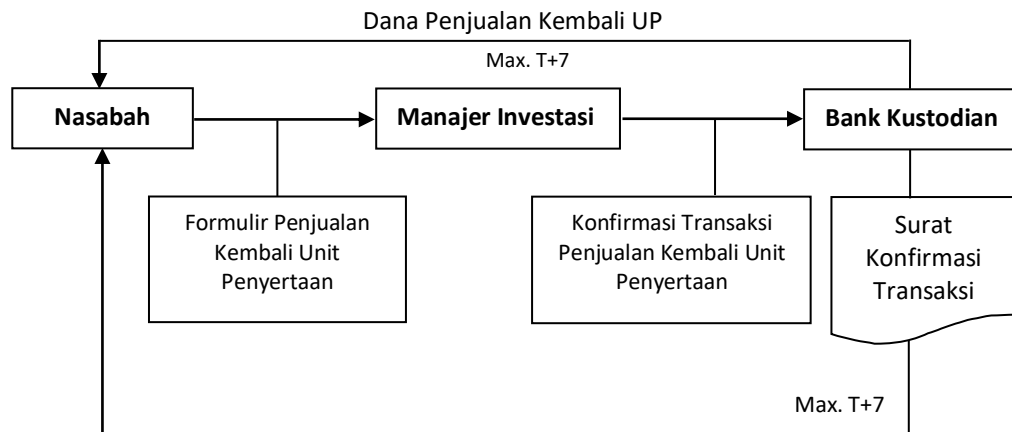 Dana Penjualan Kembali UP
Max. T+7
Nasabah
Manajer Investasi
Bank Kustodian
Formulir Penjualan
Kembali Unit
Penyertaan
Konfirmasi Transaksi
Penjualan Kembali Unit
Penyertaan
Surat
Konfirmasi
Transaksi
Max. T+7